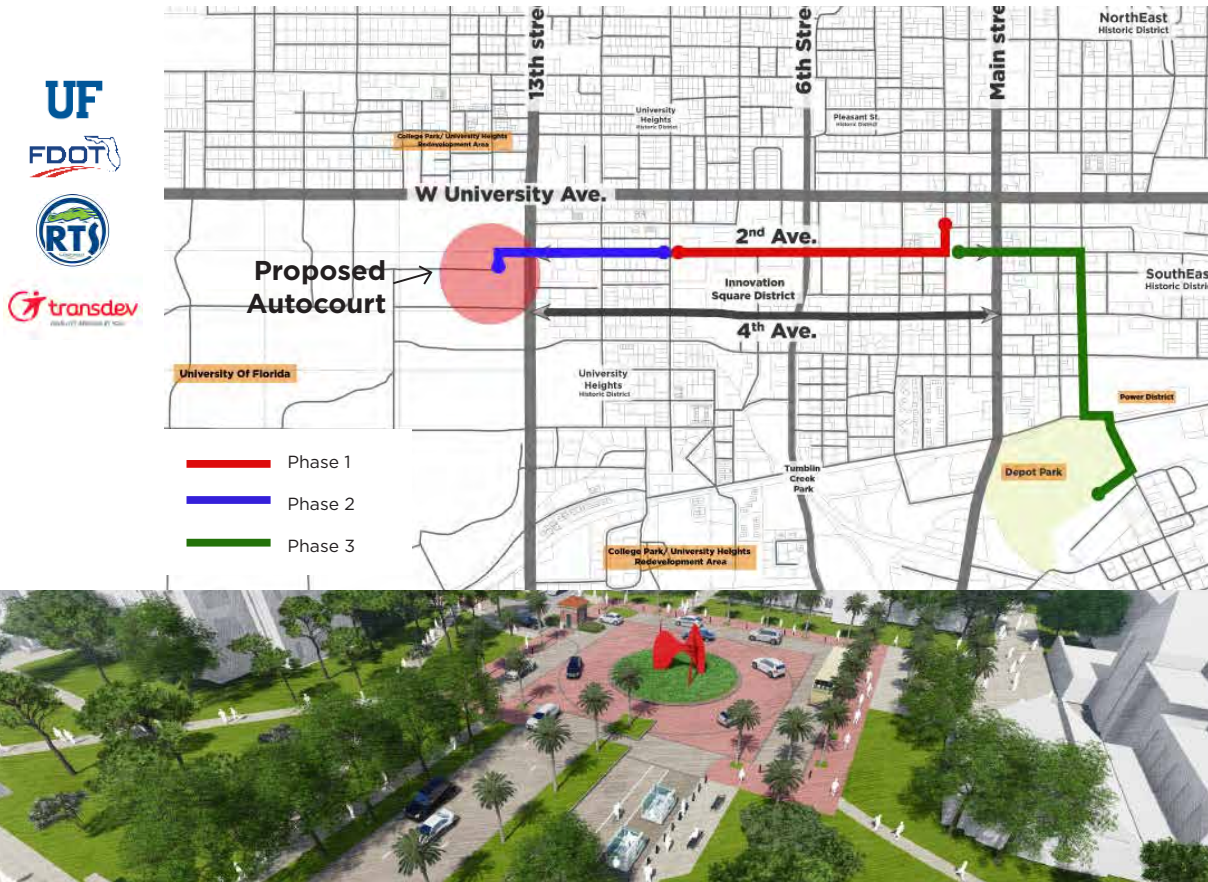 UF
FDOT
RTS
transdev
13th stree
6th Street
Main stree
NorthEast
Historic District
University
Heights
Historic District
Pleasant St.
Historic District
College Park/ University Heights
Redevelopment Area
W University Ave.
2nd Ave.
Proposed
Autocourt
Innovation
Square District
SouthEas
Historic Distri
4th Ave.
University Of Florida
University
Heights
Historic District
Power District
Phase 1
Phase 2
Phase 3
Tumblin
Creek
Park
Depot Park
College Park/ University Heights
Redevelopment Area